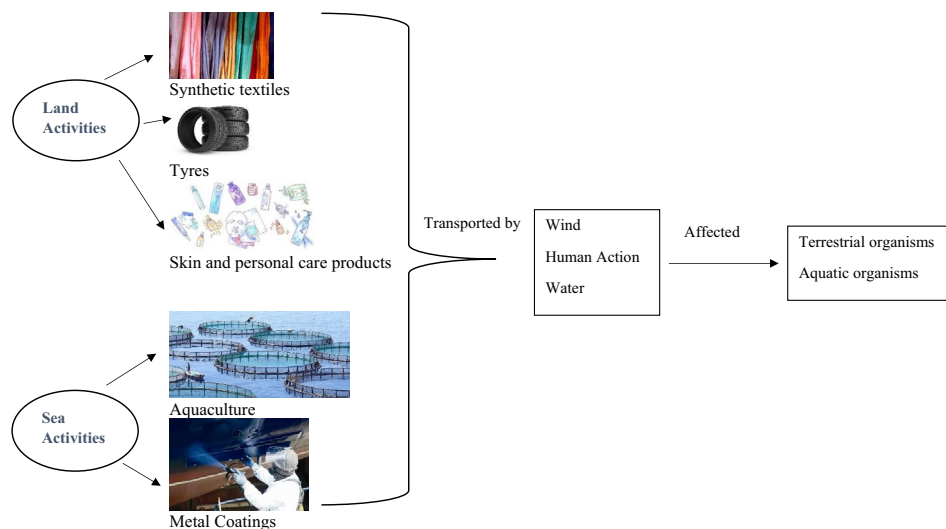 Land
Activities
Synthetic textiles
Tyres
Skin and personal care products
Sea
Activities
Aquaculture
Metal Coatings
Transported by
Wind
Human Action
Water
Affected
Terrestrial organisms
Aquatic organisms